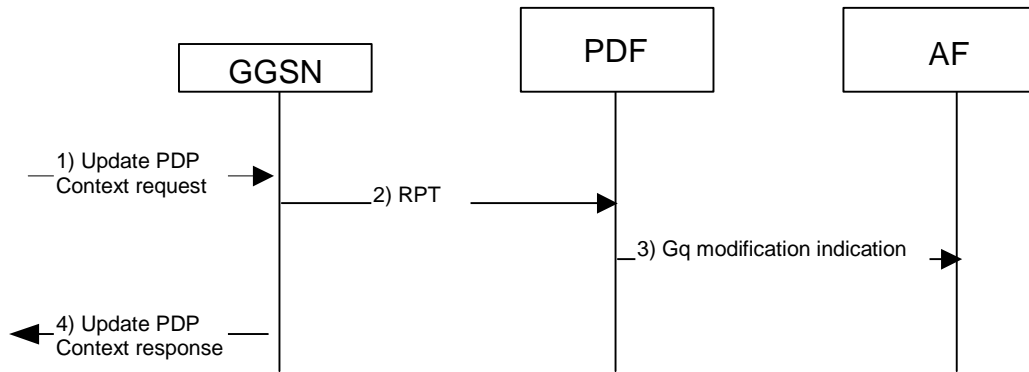 GGSN
PDF
AF
1) Update PDP
Context request
2) RPT
3) Gq modification indication
4) Update PDP
Context response